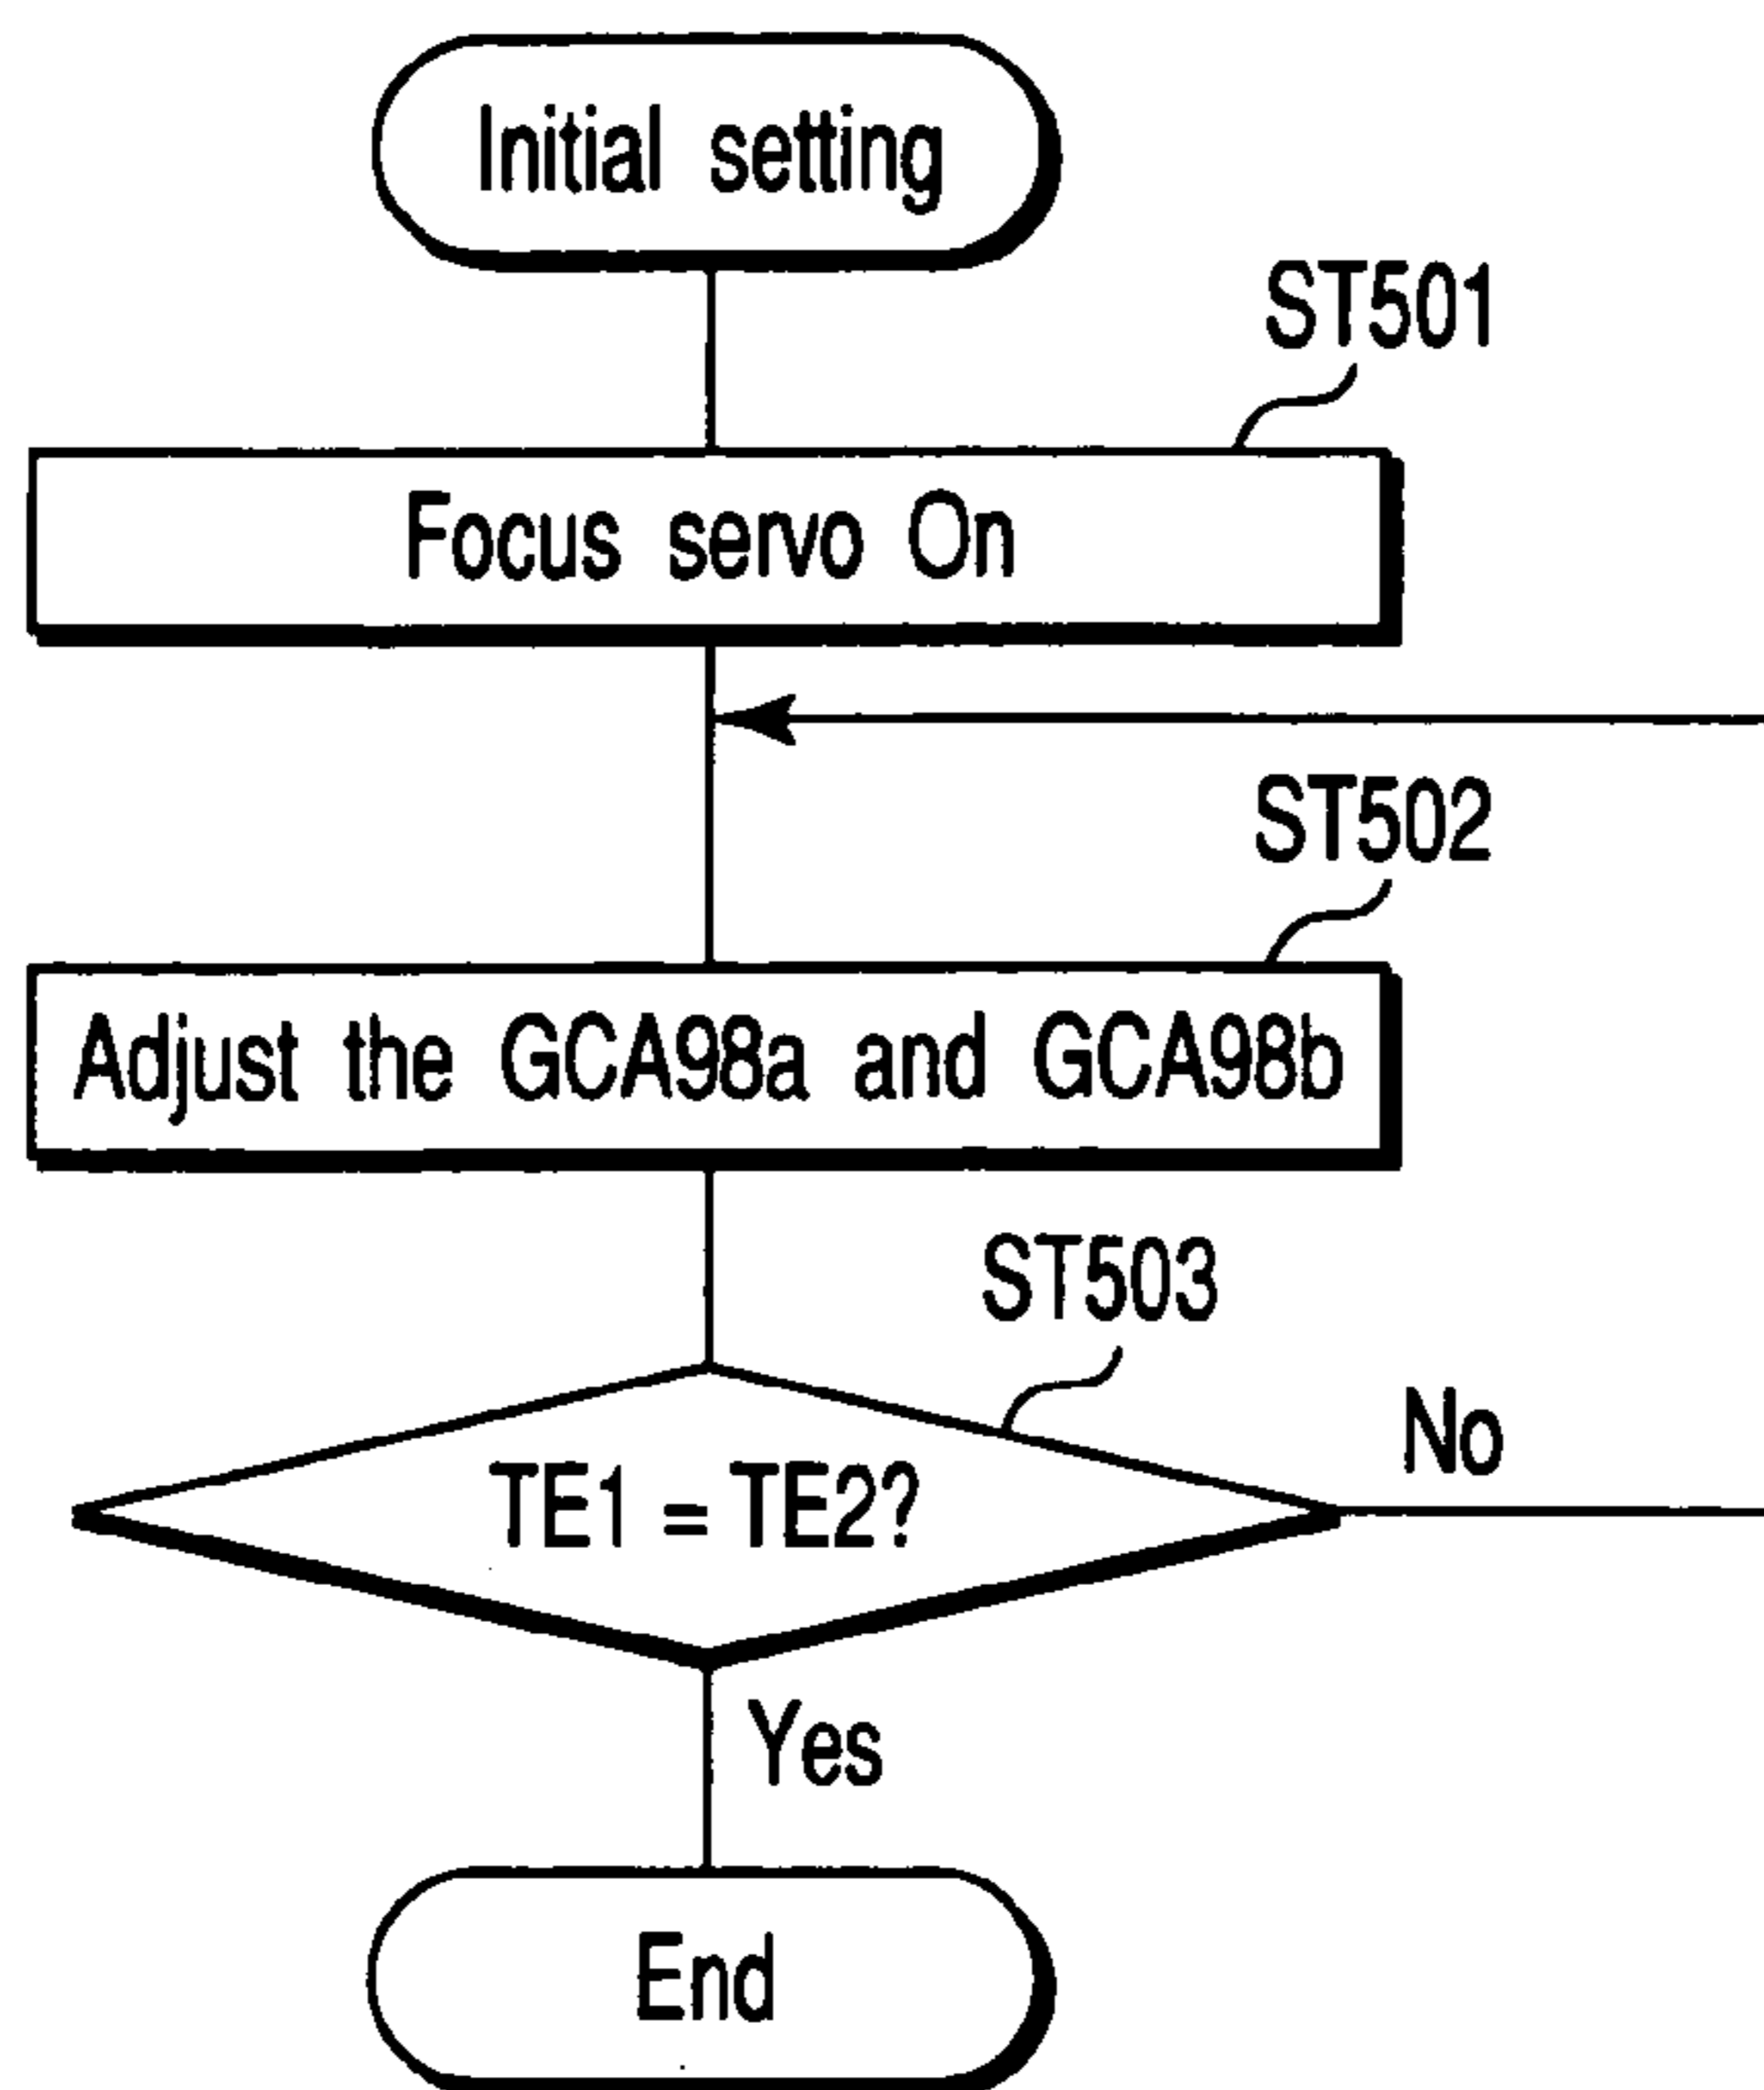 Initial setting
ST501
Focus servo On
ST502
Adjust the GCA98a and GCA98b
ST503
TE1 = TE2?
No
Yes
End